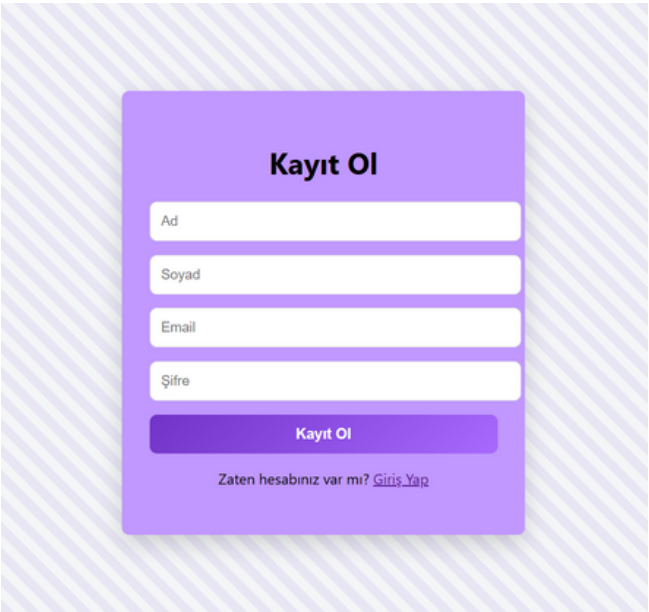 Kayıt Ol
Ad
Soyad
Email
Şifre
Kayıt Ol
Zaten hesabınız var mı? Giriş Yap